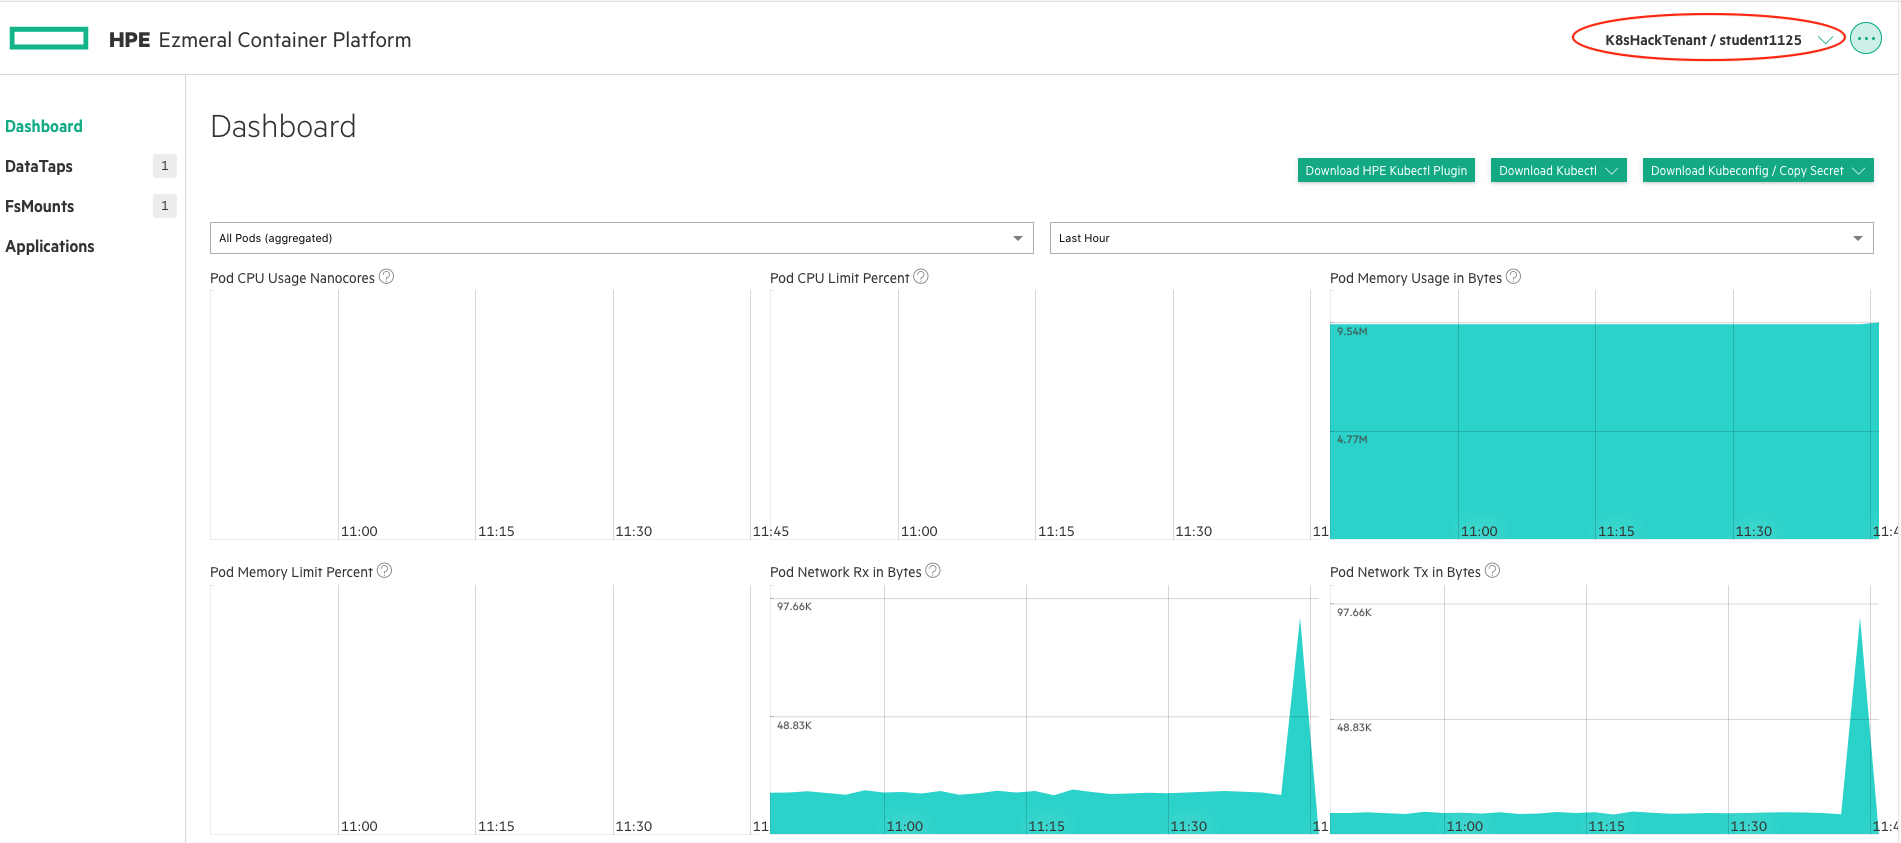 HPE Ezmeral Container Platform
K8sHackTenant / student1125
Dashboard
DataTaps 1
FsMounts 1
Applications
Dashboard
Download HPE Kubectl Plugin
Download Kubectl
Download Kubeconfig / Copy Secret
All Pods (aggregated)
Last Hour
Pod CPU Usage Nanocores ?
11:00 11:15 11:30 11:45
Pod CPU Limit Percent ?
11:00 11:15 11:30 11
Pod Memory Usage in Bytes ?
9.54M
4.77M
11:00 11:15 11:30 11:4
Pod Memory Limit Percent ?
11:00 11:15 11:30 11
Pod Network Rx in Bytes ?
97.66K
48.83K
11:00 11:15 11:30 11
Pod Network Tx in Bytes ?
97.66K
48.83K
11:00 11:15 11:30 11:4